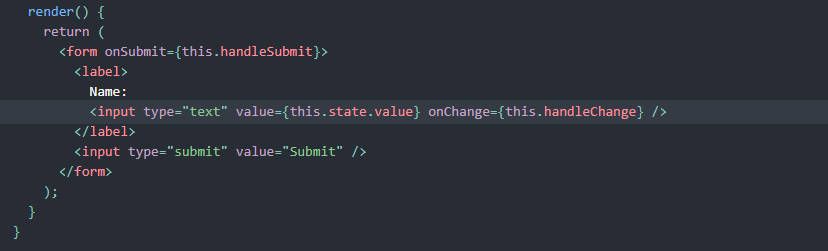 render() {
return (
<form onSubmit={this.handleSubmit}>
<label>
Name:
<input type="text" value={this.state.value} onChange={this.handleChange} />
</label>
<input type="submit" value="Submit" />
</form>
);
}
}